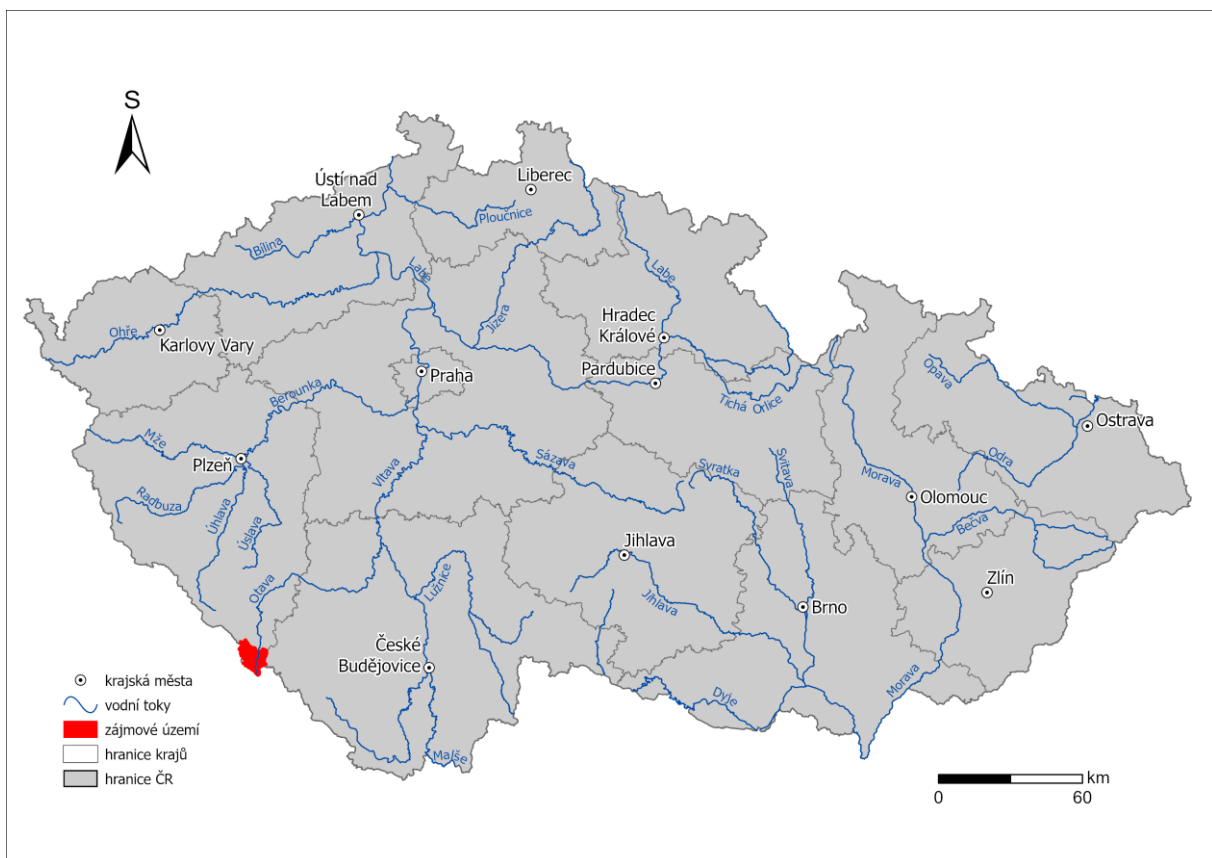 S
Ústí nad
Labem
Liberec
Ploučnice
Bílina
Labe
Labe
Jizera
Ohře
Karlovy Vary
Hradec
Králové
Pardubice
Praha
Tichá Orlice
Opava
Ostrava
Berounka
Mže
Plzeň
Radbuza
Úhlava
Úslava
Vltava
Sázava
Svratka
Svitava
Morava
Odra
Olomouc
Bečva
Otava
Lužnice
Jihlava
Jihlava
Zlín
Brno
České
Budějovice
Dyje
Morava
Malše
krajská města
vodní toky
zájmové území
hranice krajů
hranice ČR
km
0 60